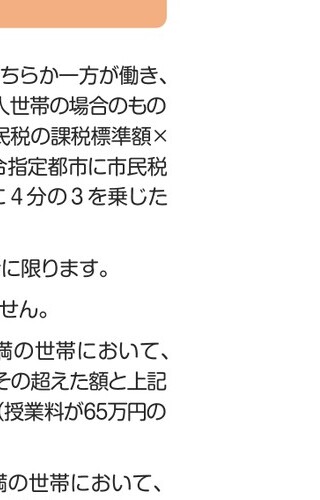 ちらか一方が働き、
人世帯の場合のもの
民税の課税標準額×
指定都市に市民税
に４分の３を乗じた
に限ります。
せん。
満の世帯において、
その超えた額と上記
（授業料が65万円の
満の世帯において、